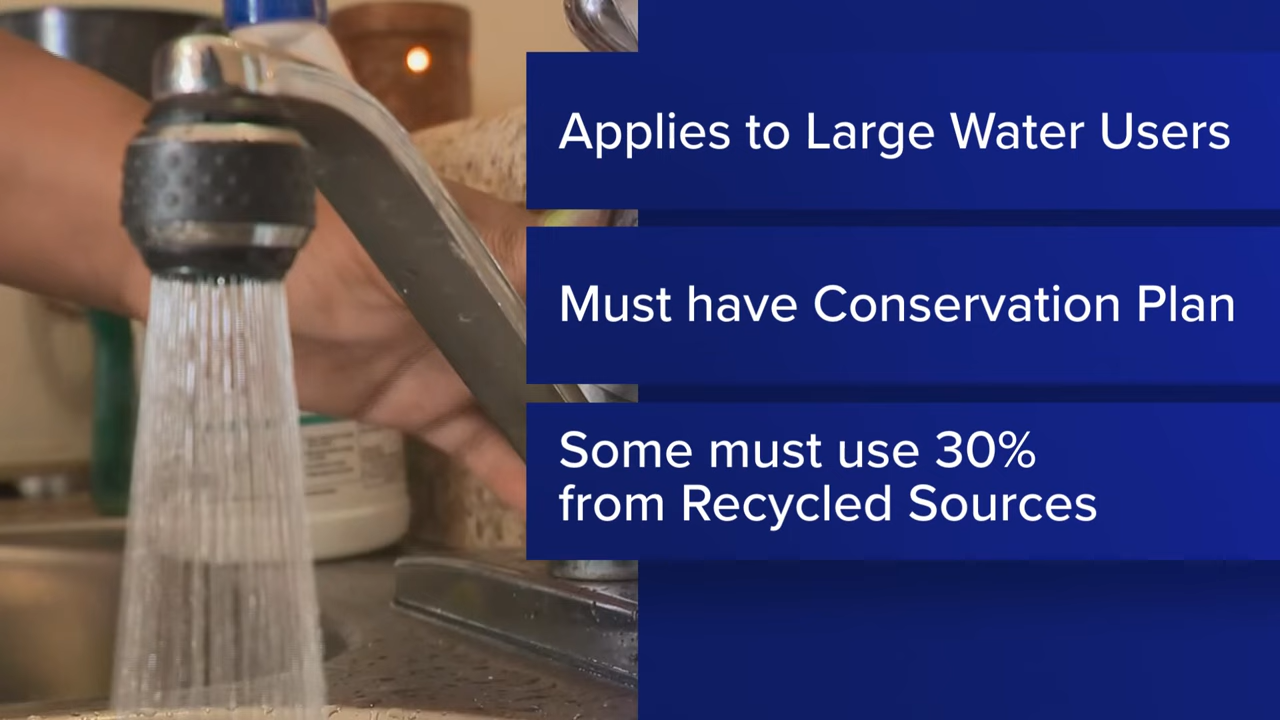 Applies to Large Water Users
Must have Conservation Plan
Some must use 30%
from Recycled Sources